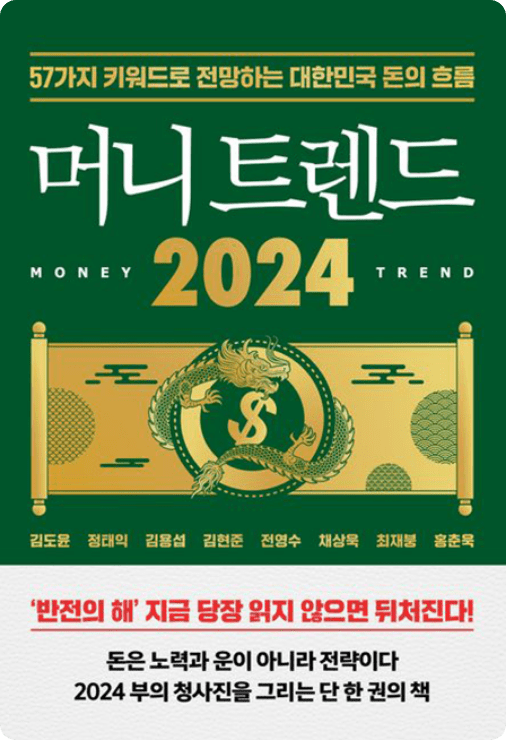 57가지 키워드로 전망하는 대한민국 돈의 흐름
머니 트렌드
MONEY 2024 TREND
$
김도윤 정태익 김용섭 김현준 전영수 채상욱 최재붕 홍춘욱
‘반전의 해’ 지금 당장 읽지 않으면 뒤처진다!
돈은 노력과 운이 아니라 전략이다
2024 부의 청사진을 그리는 단 한 권의 책